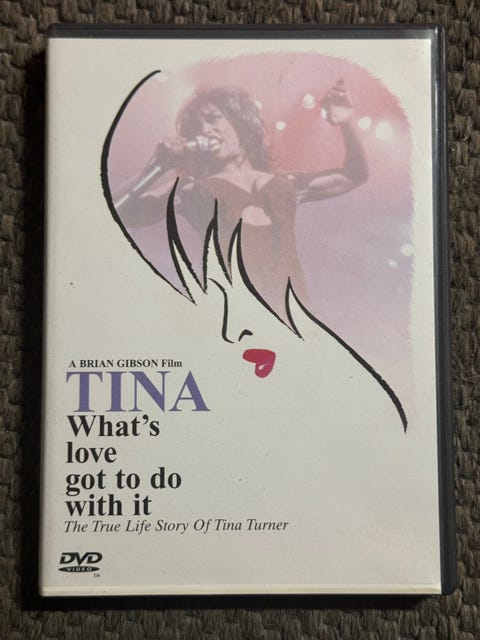 A BRIAN GIBSON Film
TINA
What's
love
got to do
with it
The True Life Story Of Tina Turner
DVD
VIDEO
TM